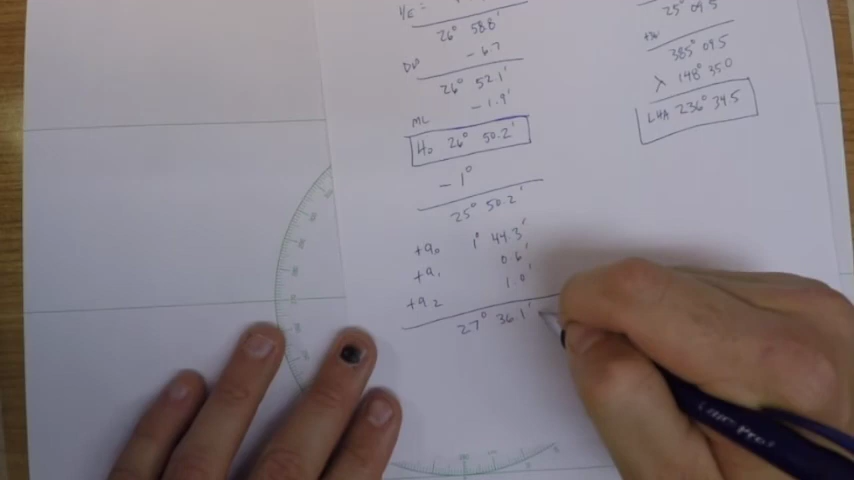 I/E =
26° 58.8'
DIP - 6.7
26° 52.1'
MC - 1.9'
Ho 26° 50.2'
- 1°
25° 50.2'
+a0 1° 44.3'
+a1 0.6'
+a2 1.0'
27° 36.1'
25° 09.5
385° 09.5
λ 148° 35.0
LHA 236° 34.5